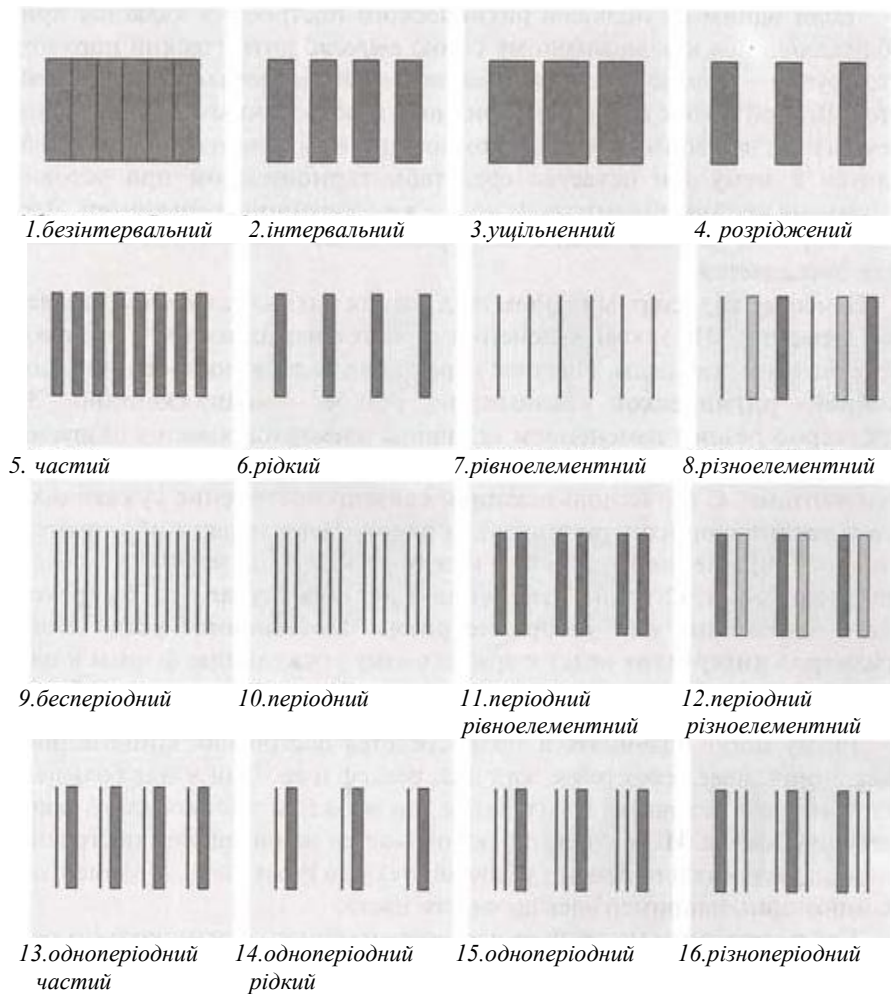 1.безінтервальний 2.інтервальний 3.ущільненний 4. розріджений
5. частий 6.рідкий 7.рівноелементний 8.різноелементний
9.бесперіодний 10.періодний 11.періодний 12.періодний
рівноелементний різноелементний
13.одноперіодний 14.одноперіодний 15.одноперіодний 16.різноперіодний
частий рідкий